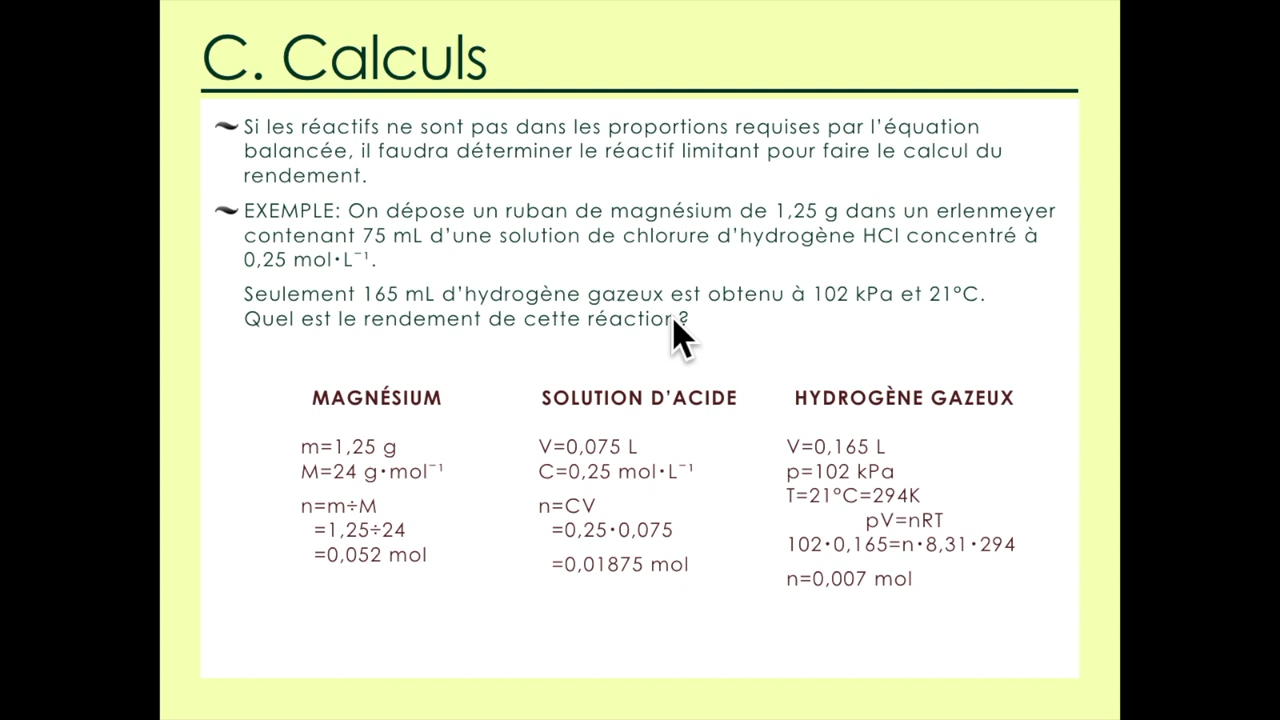 C. Calculs
Si les réactifs ne sont pas dans les proportions requises par l'équation
balancée, il faudra déterminer le réactif limitant pour faire le calcul du
rendement.
EXEMPLE: On dépose un ruban de magnésium de 1,25 g dans un erlenmeyer
contenant 75 mL d'une solution de chlorure d'hydrogène HCl concentré à
0,25 mol·L⁻¹.
Seulement 165 mL d'hydrogène gazeux est obtenu à 102 kPa et 21°C.
Quel est le rendement de cette réaction?
MAGNÉSIUM
m=1,25 g
M=24 g·mol⁻¹
n=m÷M
=1,25÷24
=0,052 mol
SOLUTION D'ACIDE
V=0,075 L
C=0,25 mol·L⁻¹
n=CV
=0,25·0,075
=0,01875 mol
HYDROGÈNE GAZEUX
V=0,165 L
p=102 kPa
T=21°C=294K
pV=nRT
102·0,165=n·8,31·294
n=0,007 mol